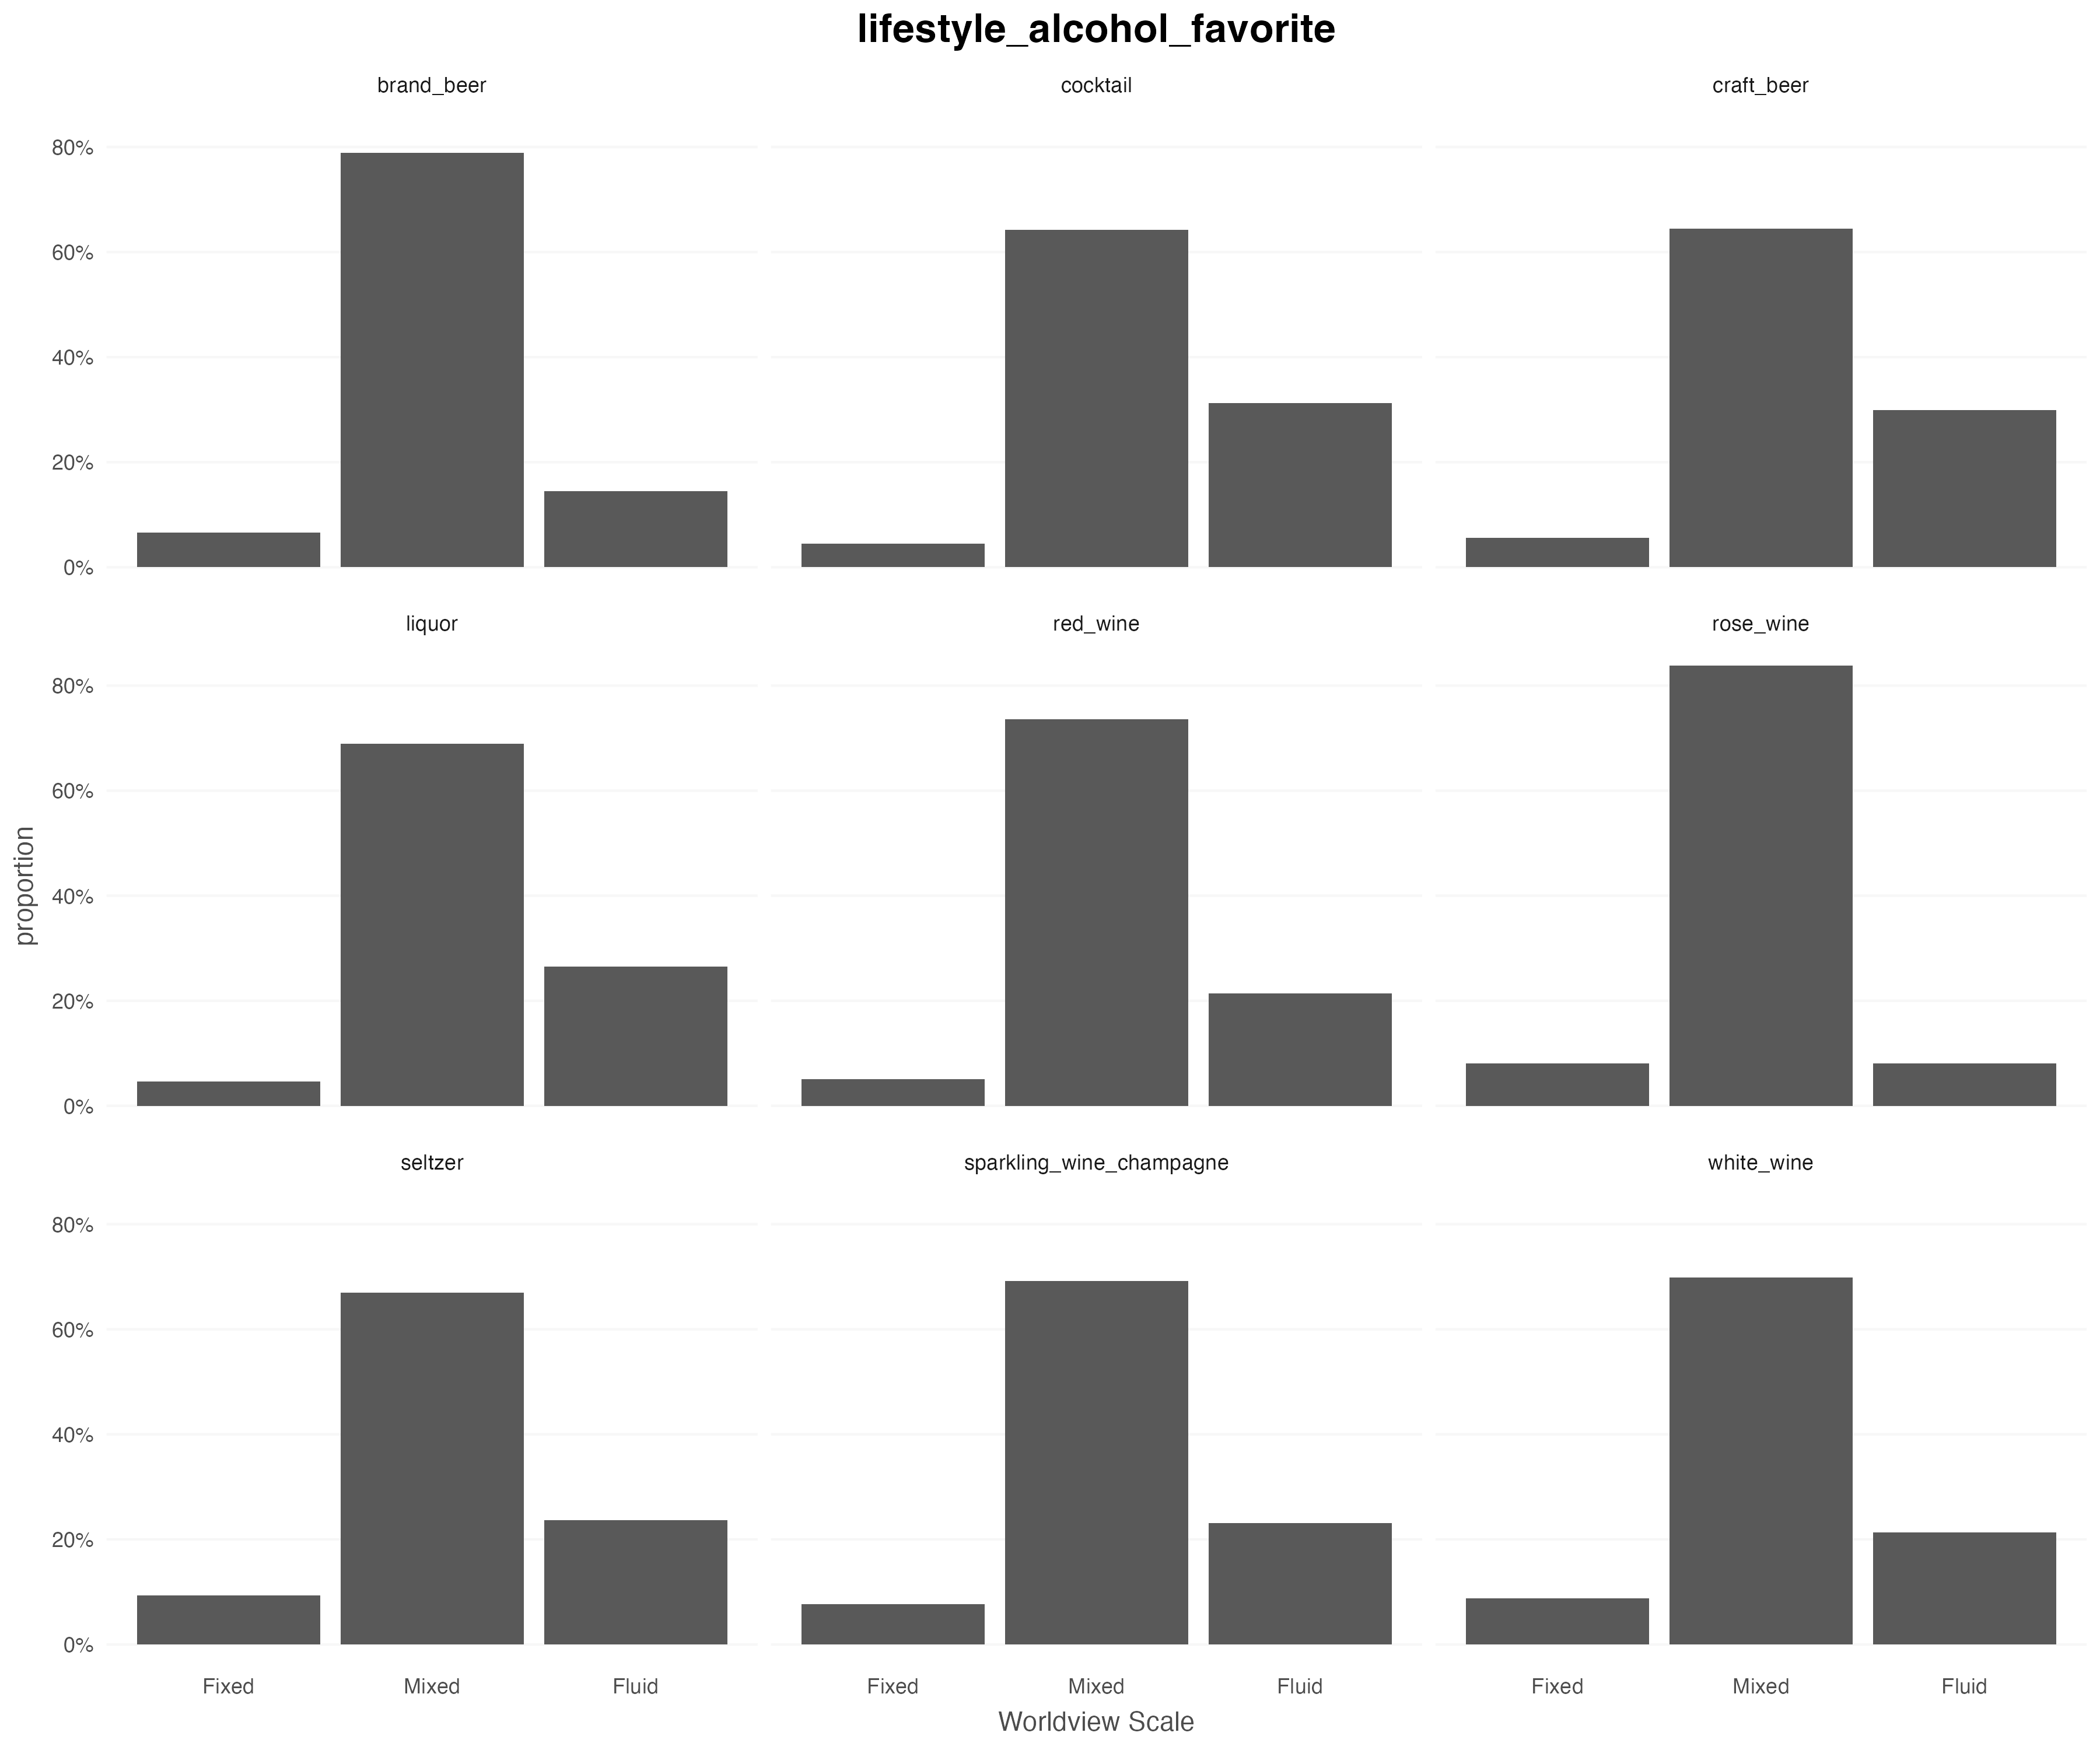 lifestyle_alcohol_favorite
brand_beer
cocktail
craft_beer
80%
60%
40%
20%
0%
liquor
red_wine
rose_wine
80%
60%
40%
20%
0%
proportion
seltzer
sparkling_wine_champagne
white_wine
80%
60%
40%
20%
0%
Fixed Mixed Fluid
Fixed Mixed Fluid
Fixed Mixed Fluid
Worldview Scale